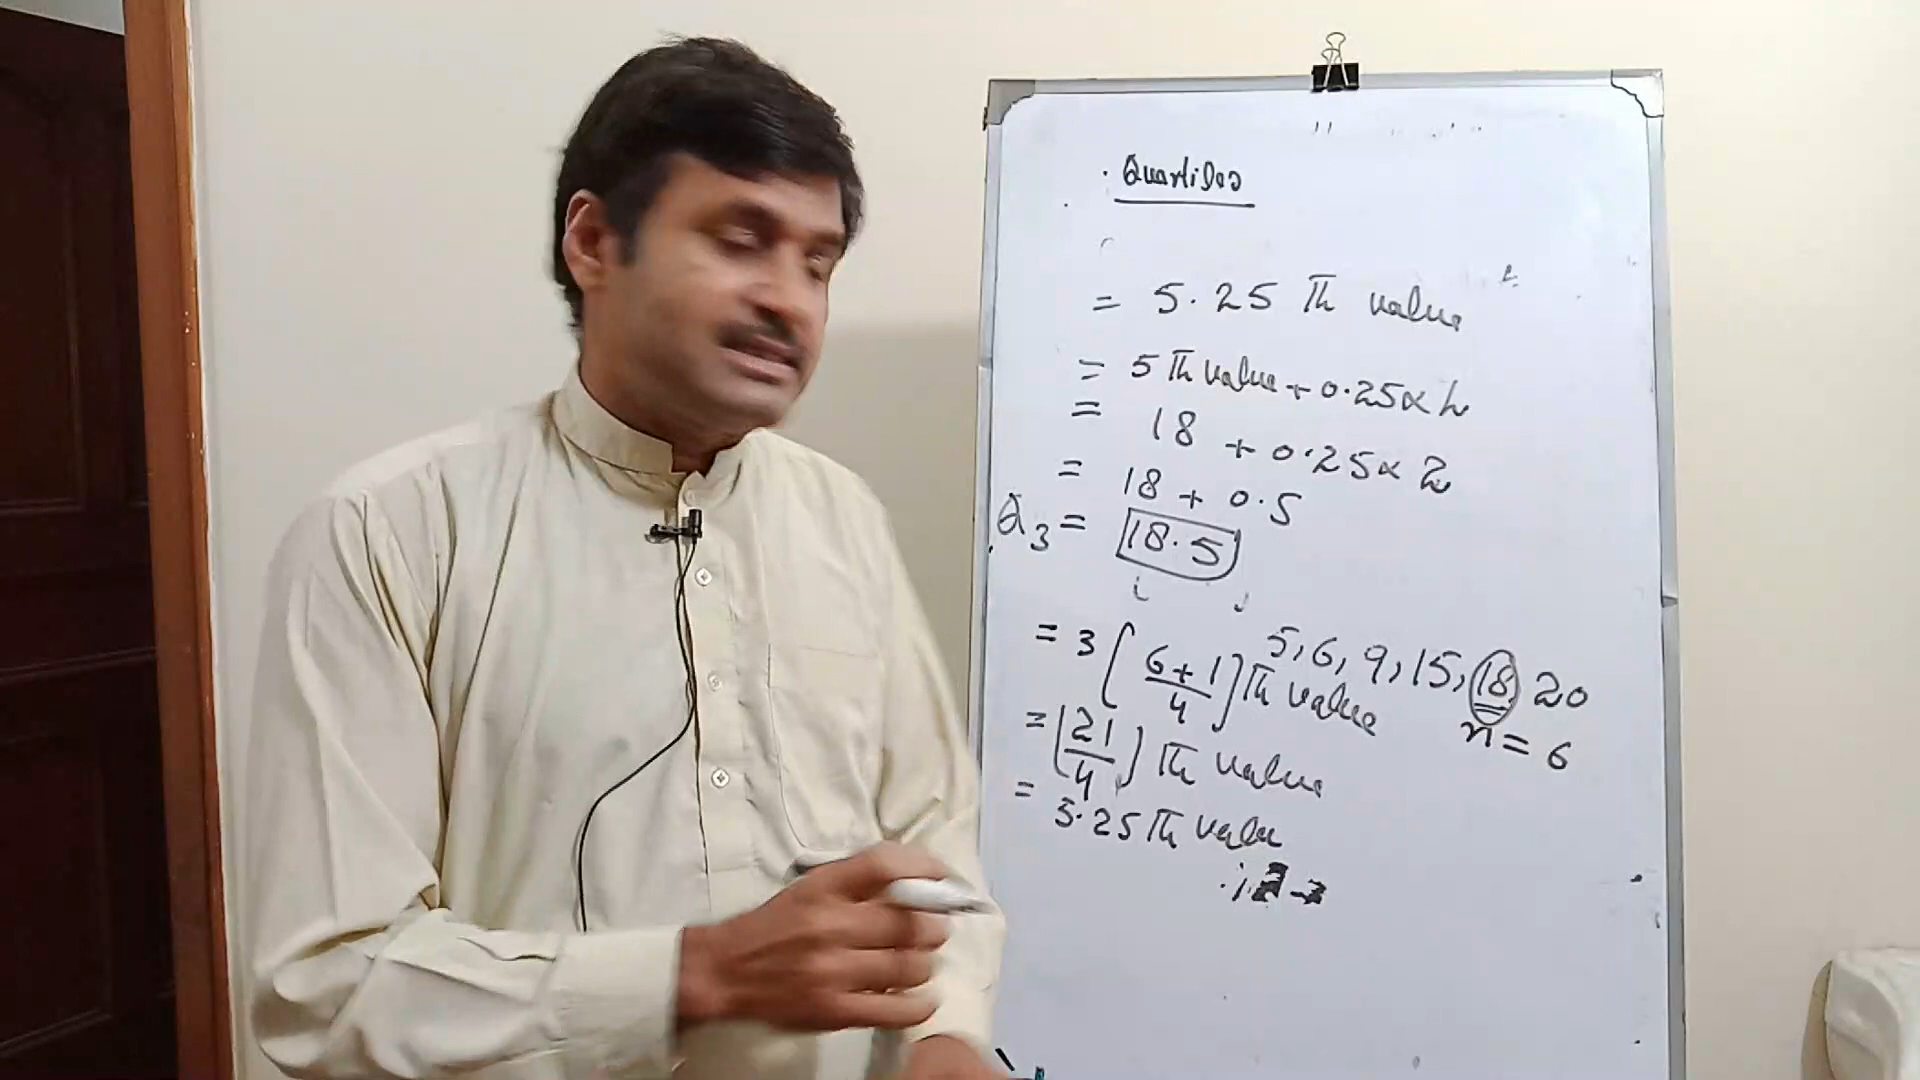 Quartiles
= 5.25 Th value
= 5 Th value + 0.25 × 2
= 18 + 0.25 × 2
= 18 + 0.5
Q3 = 18.5
5, 6, 9, 15, 18, 20
n = 6
= 3 (6+1/4) Th value
= (21/4) Th value
= 5.25 Th value